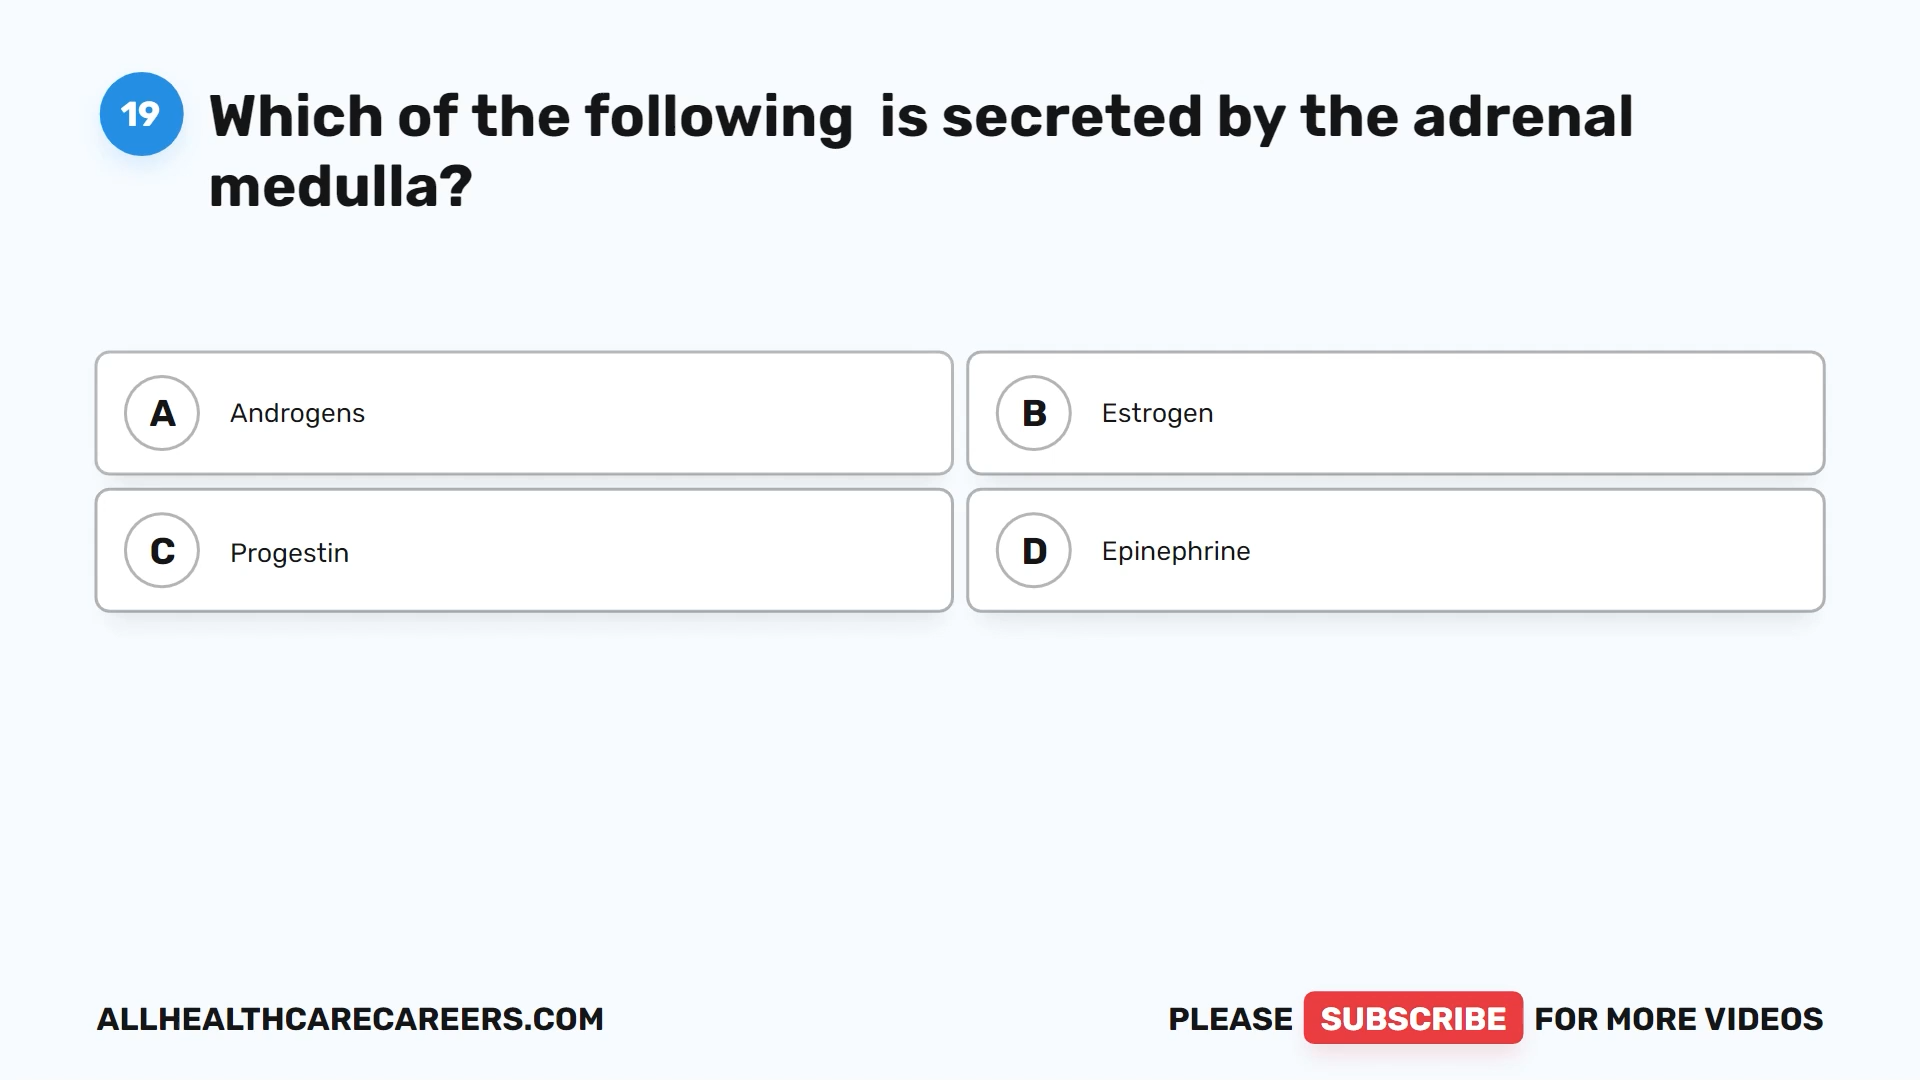 19
Which of the following  is secreted by the adrenal
medulla?
A Androgens
B Estrogen
C Progestin
D Epinephrine
ALLHEALTHCARECAREERS.COM
PLEASE SUBSCRIBE FOR MORE VIDEOS